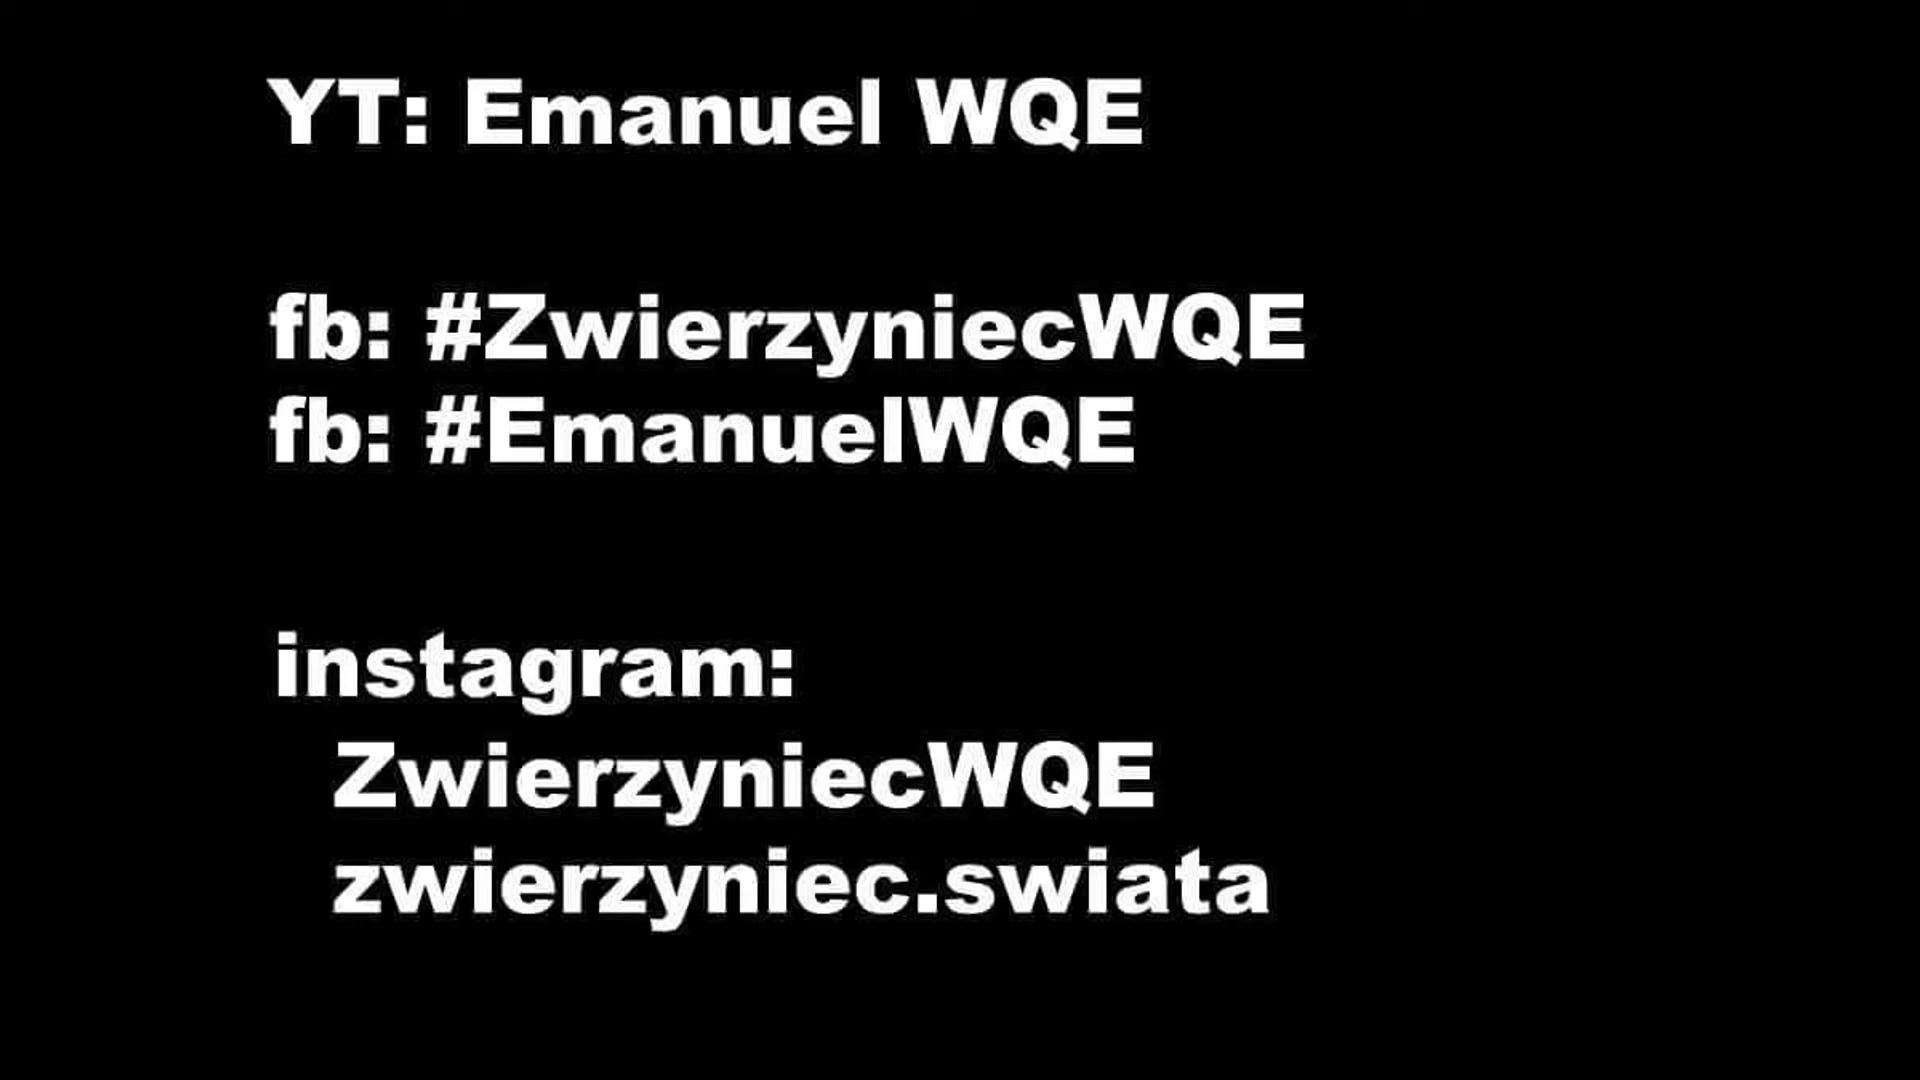 YT: Emanuel WQE
fb: #ZwierzyniecWQE
fb: #EmanuelWQE
instagram:
ZwierzyniecWQE
zwierzyniec.swiata